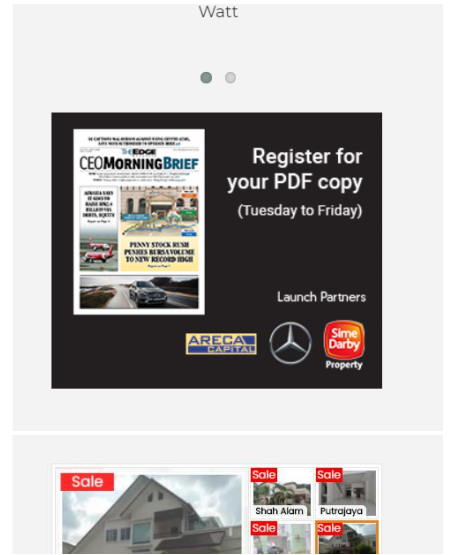 Watt
THE EDGE
CEOMORNINGBRIEF
PENNY STOCK RUSH
PUSHES BURSA VOLUME
TO NEW RECORD HIGH
Register for
your PDF copy
(Tuesday to Friday)
Launch Partners
ARECA
CAPITAL
Sime
Darby
Property
Sale
Sale
Sale
Shah Alam
Putrajaya
Sale
Sale